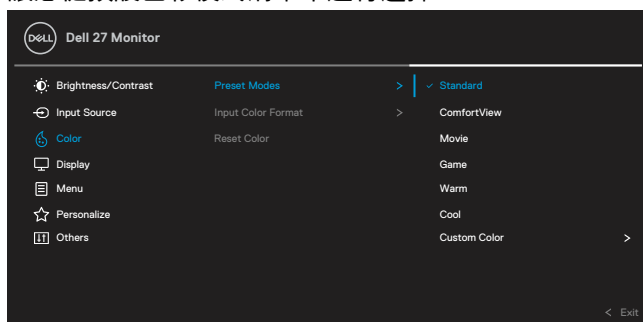 DELL Dell 27 Monitor
Brightness/Contrast Preset Modes > ✓ Standard
Input Source Input Color Format > ComfortView
Color Reset Color Movie
Display Game
Menu Warm
Personalize Cool
Others Custom Color >
< Exit